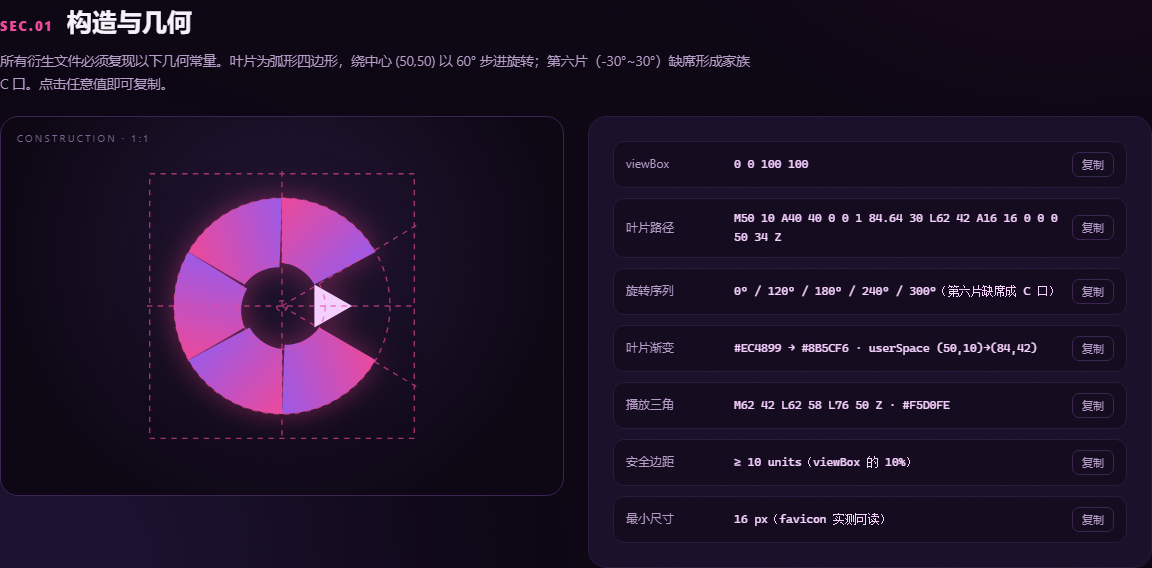 SEC.01 构造与几何
所有衍生文件必须复现以下几何常量。叶片为弧形四边形，绕中心 (50,50) 以 60° 步进旋转；第六片（-30°~30°）缺席形成家族
C 口。点击任意值即可复制。
CONSTRUCTION · 1:1
viewBox 0 0 100 100 复制
叶片路径 M50 10 A40 40 0 0 1 84.64 30 L62 42 A16 16 0 0 0
50 34 Z 复制
旋转序列 0° / 120° / 180° / 240° / 300°（第六片缺席成 C 口） 复制
叶片渐变 #EC4899 → #8B5CF6 · userSpace (50,10)→(84,42) 复制
播放三角 M62 42 L62 58 L76 50 Z · #F5D0FE 复制
安全边距 ≥ 10 units（viewBox 的 10%） 复制
最小尺寸 16 px（favicon 实测可读） 复制